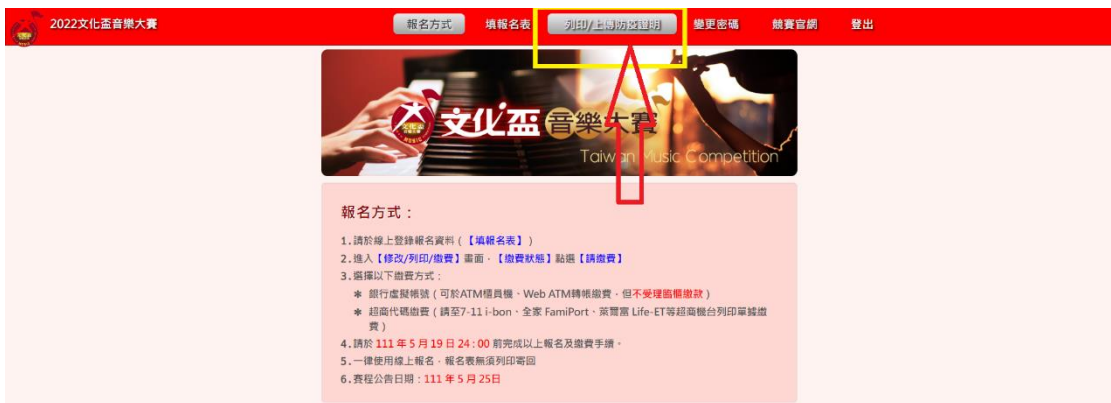 2022文化盃音樂大賽
報名方式
填報名表
列印/上傳防疫證明
變更密碼
競賽官網
登出
文化盃音樂大賽
Taiwan Music Competition
報名方式：
1.請於線上登錄報名資料(【填報名表】)
2.進入【修改/列印/繳費】畫面，【繳費狀態】點選【請繳費】
3.選擇以下繳費方式：
✱ 銀行虛擬帳號(可於ATM櫃員機、Web ATM轉帳繳費，但不受理臨櫃繳款)
✱ 超商代碼繳費(請至7-11 i-bon、全家 FamiPort、萊爾富 Life-ET等超商機台列印單據繳
費)
4.請於 111 年 5 月 19 日 24：00 前完成以上報名及繳費手續。
5.一律使用線上報名，報名表無須列印寄回
6.賽程公告日期：111 年 5 月 25日